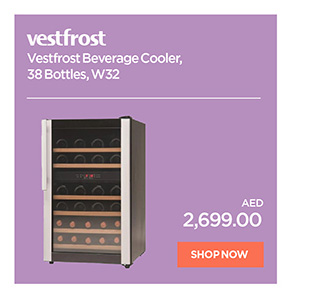 vestfrost
Vestfrost Beverage Cooler,
38 Bottles, W32
AED
2,699.00
SHOP NOW